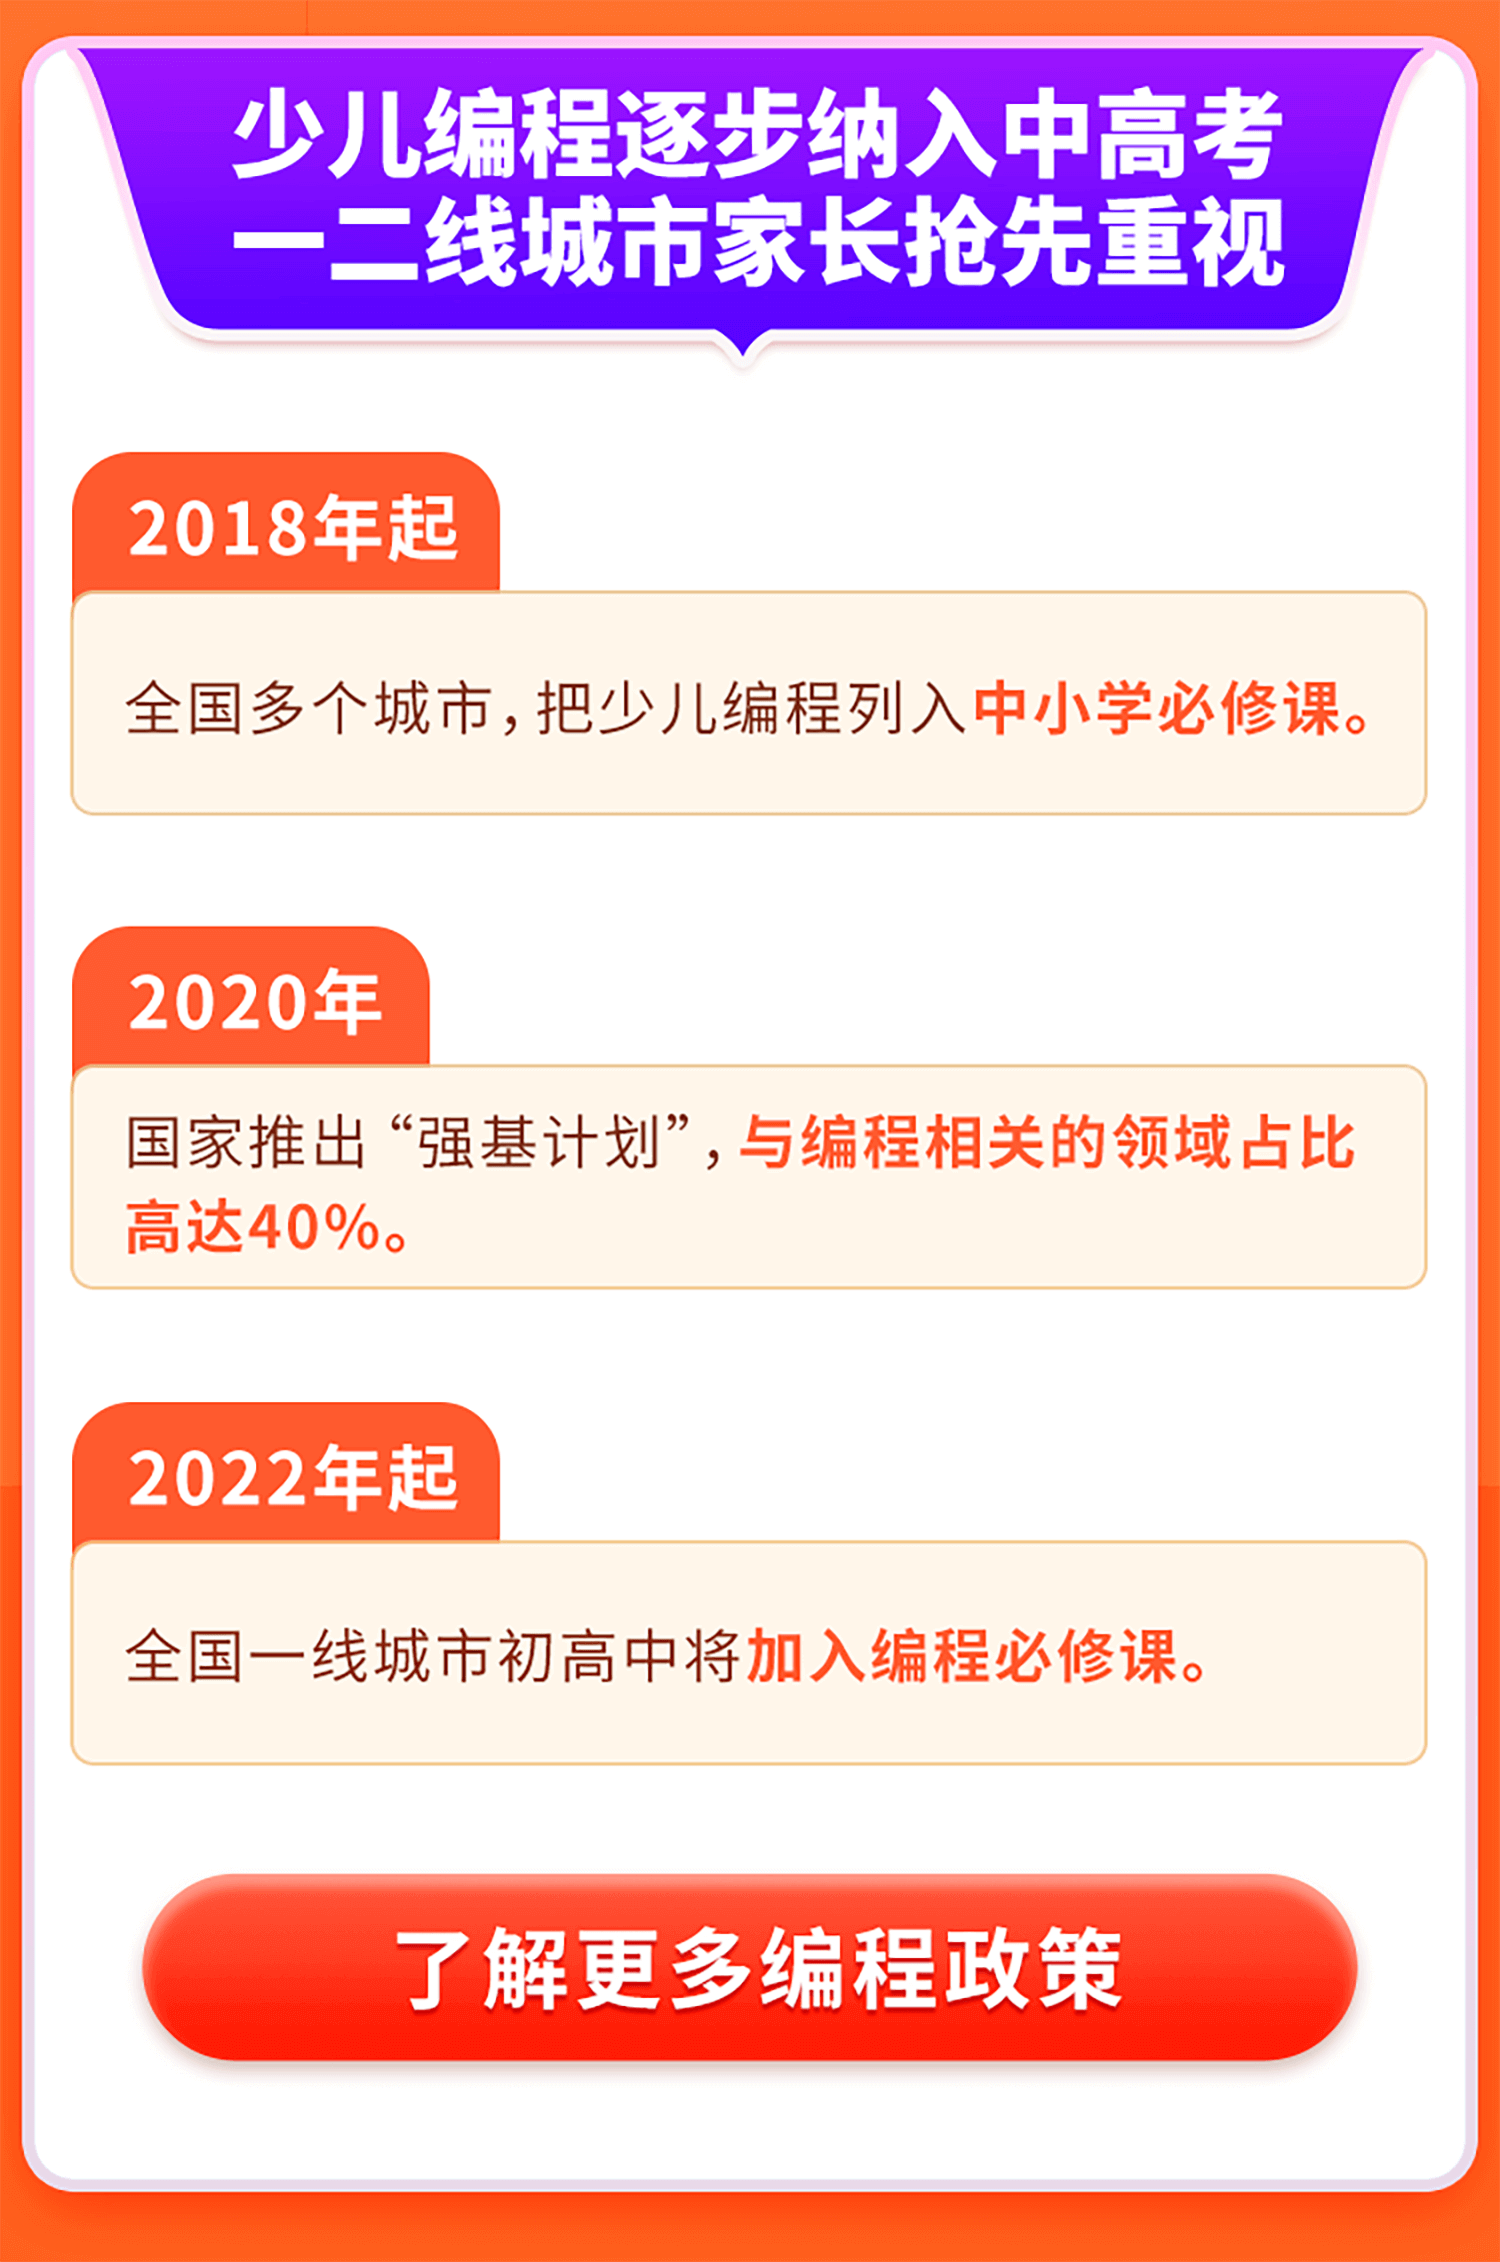 少儿编程逐步纳入中高考
一二线城市家长抢先重视
2018年起
全国多个城市，把少儿编程列入中小学必修课。
2020年
国家推出“强基计划”，与编程相关的领域占比
高达40%。
2022年起
全国一线城市初高中将加入编程必修课。
了解更多编程政策